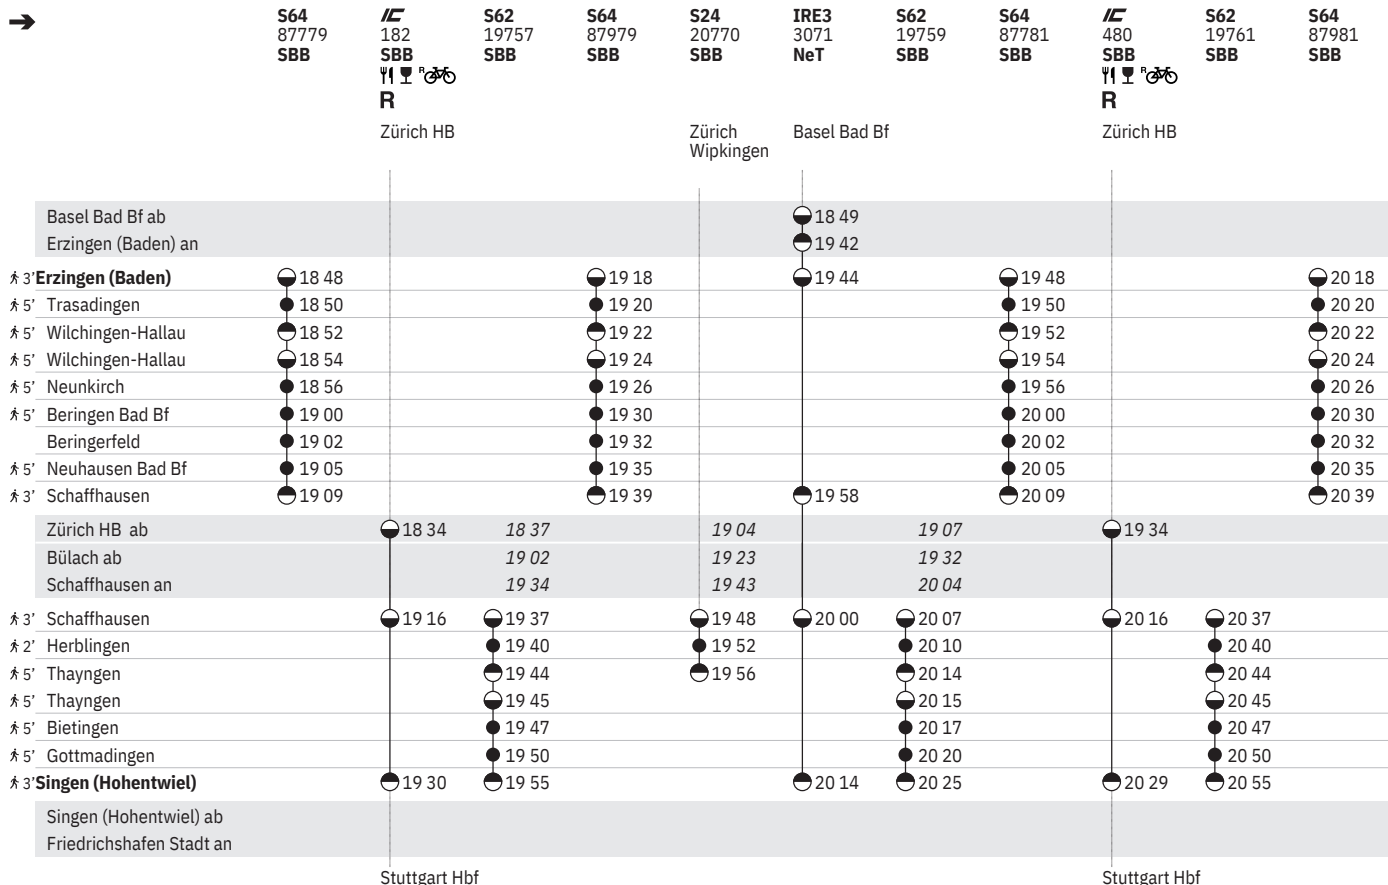 ➔ S64 IC S62 S64 S24 IRE3 S62 S64 IC S62 S64
87779 182 19757 87979 20770 3071 19759 87781 480 19761 87981
SBB SBB SBB SBB SBB NeT SBB SBB SBB SBB SBB
R R
R R
Zürich HB Zürich Basel Bad Bf Zürich HB
Wipkingen
Basel Bad Bf ab 18 49
Erzingen (Baden) an 19 42
3' Erzingen (Baden) 18 48 19 18 19 44 19 48 20 18
5' Trasadingen 18 50 19 20 19 50 20 20
5' Wilchingen-Hallau 18 52 19 22 19 52 20 22
5' Wilchingen-Hallau 18 54 19 24 19 54 20 24
5' Neunkirch 18 56 19 26 19 56 20 26
5' Beringen Bad Bf 19 00 19 30 20 00 20 30
Beringerfeld 19 02 19 32 20 02 20 32
5' Neuhausen Bad Bf 19 05 19 35 20 05 20 35
3' Schaffhausen 19 09 19 39 19 58 20 09 20 39
Zürich HB ab 18 34 18 37 19 04 19 07 19 34
Bülach ab 19 02 19 23 19 32
Schaffhausen an 19 34 19 43 20 04
3' Schaffhausen 19 16 19 37 19 48 20 00 20 07 20 16 20 37
2' Herblingen 19 40 19 52 20 10 20 40
5' Thayngen 19 44 19 56 20 14 20 44
5' Thayngen 19 45 20 15 20 45
5' Bietingen 19 47 20 17 20 47
5' Gottmadingen 19 50 20 20 20 50
3' Singen (Hohentwiel) 19 30 19 55 20 14 20 25 20 29 20 55
Singen (Hohentwiel) ab
Friedrichshafen Stadt an
Stuttgart Hbf Stuttgart Hbf